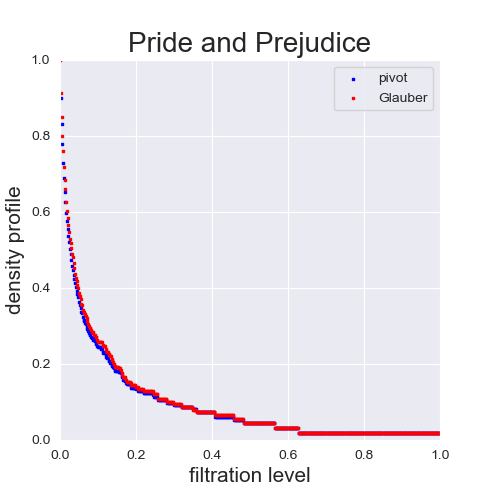 Pride and Prejudice
pivot
Glauber
density profile
1.0
0.8
0.6
0.4
0.2
0.0
0.0 0.2 0.4 0.6 0.8 1.0
filtration level